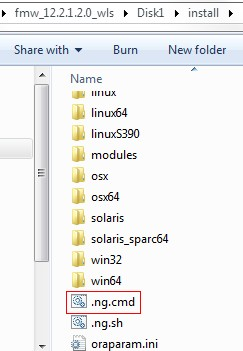 fmw_12.2.1.2.0_wls ▸ Disk1 ▸ install ▸
Share with Burn New folder
Name
linux
linux64
linuxS390
modules
osx
osx64
solaris
solaris_sparc64
win32
win64
.ng.cmd
.ng.sh
oraparam.ini